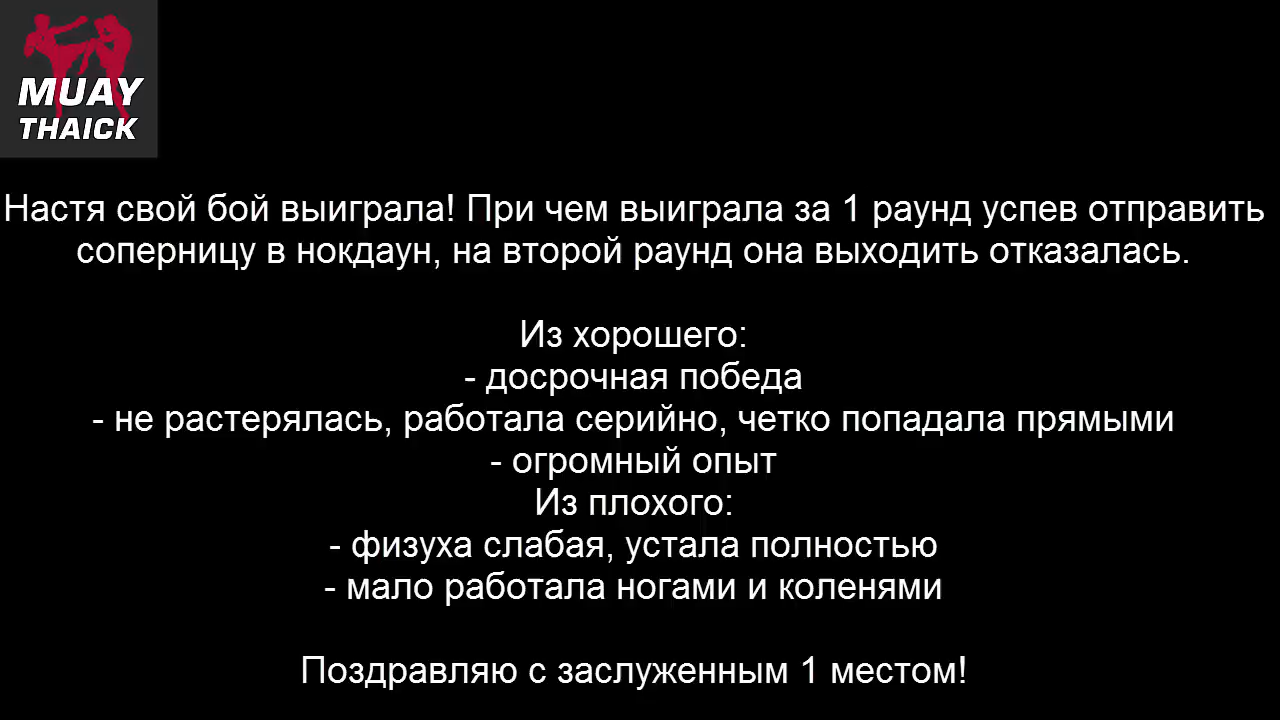 MUAY
THAICK
Настя свой бой выиграла! При чем выиграла за 1 раунд успев отправить
соперницу в нокдаун, на второй раунд она выходить отказалась.
Из хорошего:
- досрочная победа
- не растерялась, работала серийно, четко попадала прямыми
- огромный опыт
Из плохого:
- физуха слабая, устала полностью
- мало работала ногами и коленями
Поздравляю с заслуженным 1 местом!